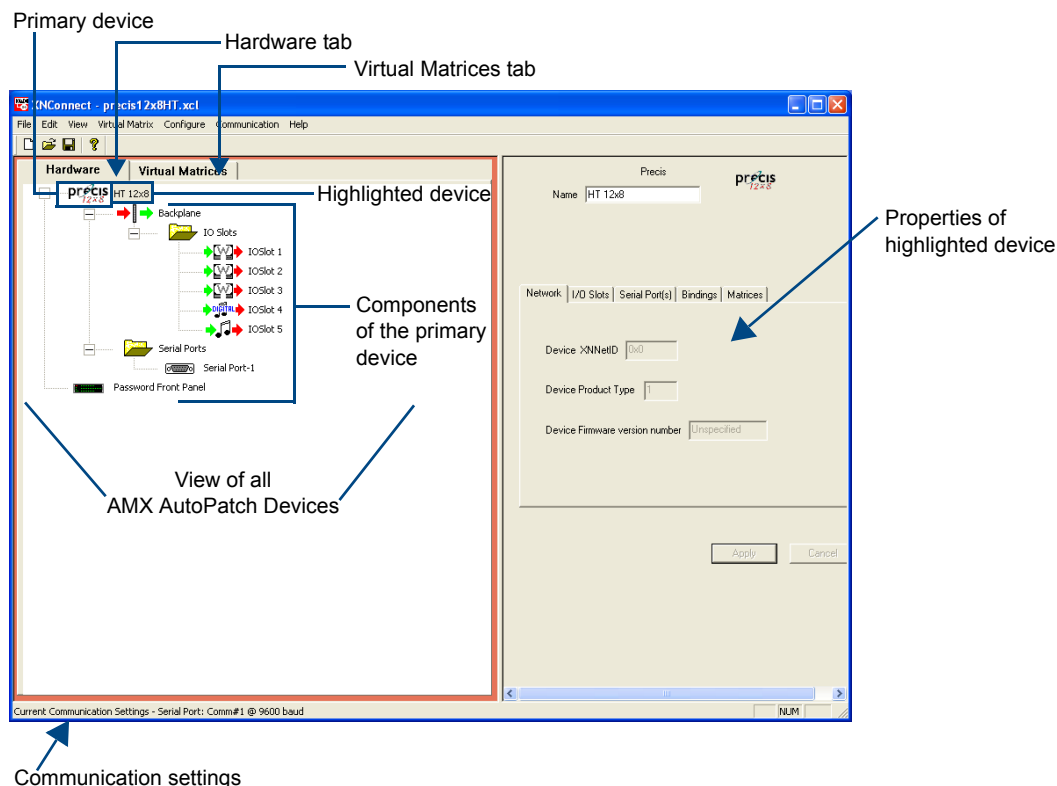 Primary device
Hardware tab
Virtual Matrices tab
XNConnect - precis12x8HT.xcl
File Edit View Virtual Matrix Configure Communication Help
Hardware Virtual Matrices
precis 12x8 HT 12x8
Highlighted device
Backplane
IO Slots
IOSlot 1
IOSlot 2
IOSlot 3
DIGITAL IOSlot 4
IOSlot 5
Serial Ports
Serial Port-1
Password Front Panel
Components
of the primary
device
View of all
AMX AutoPatch Devices
Precis
precis 12x8
Name HT 12x8
Properties of
highlighted device
Network I/O Slots Serial Port(s) Bindings Matrices
Device XNNetID 0x0
Device Product Type 1
Device Firmware version number Unspecified
Apply Cancel
Current Communication Settings - Serial Port: Comm#1 @ 9600 baud
NUM
Communication settings